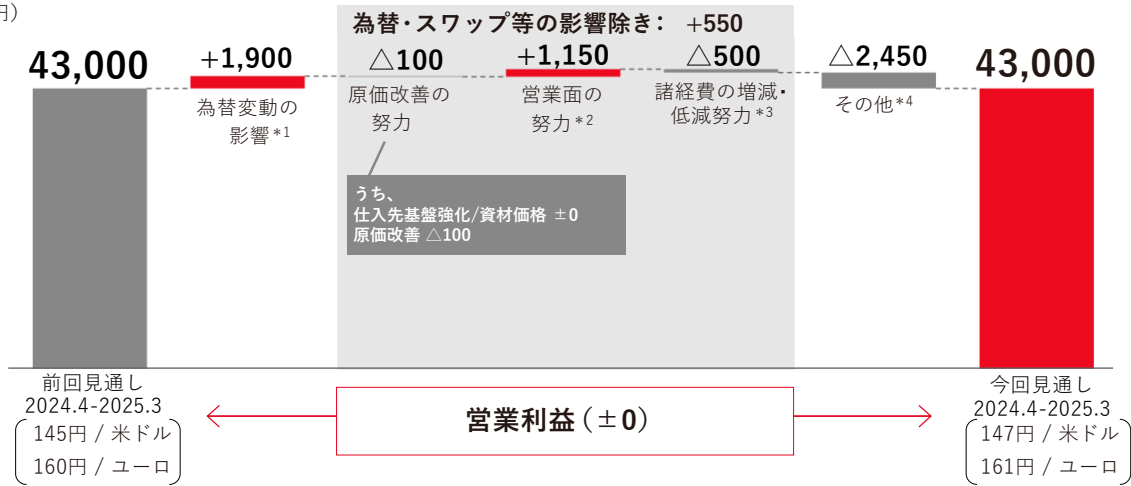 円）
為替・スワップ等の影響除き： +550
43,000
+1,900
△100
+1,150
△500
△2,450
43,000
為替変動の
影響*1
原価改善の
努力
営業面の
努力*2
諸経費の増減・
低減努力*3
その他*4
うち、
仕入先基盤強化/資材価格 ±0
原価改善 △100
前回見通し
2024.4-2025.3
145円 / 米ドル
160円 / ユーロ
営業利益（±0）
今回見通し
2024.4-2025.3
147円 / 米ドル
161円 / ユーロ